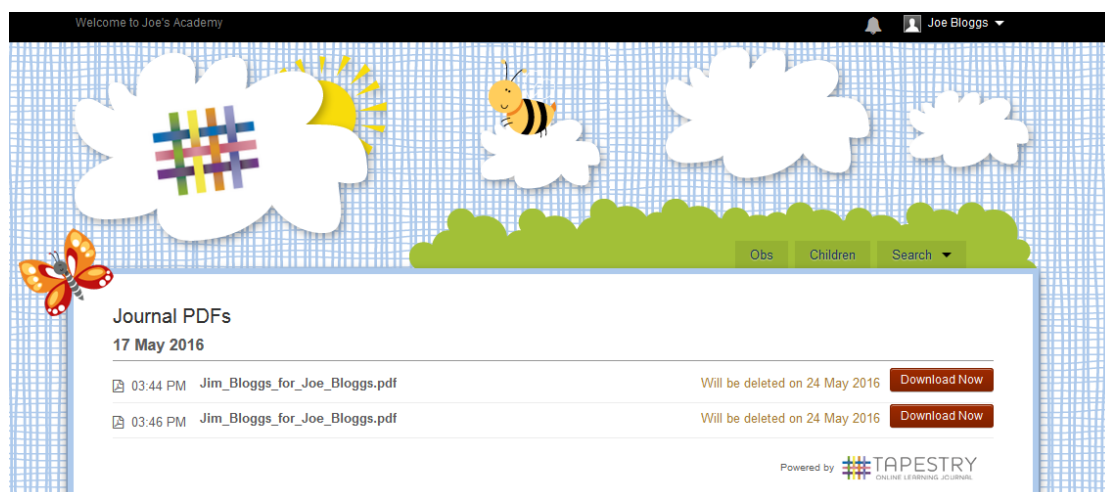 Welcome to Joe's Academy
Joe Bloggs
Obs Children Search
Journal PDFs
17 May 2016
03:44 PM Jim_Bloggs_for_Joe_Bloggs.pdf Will be deleted on 24 May 2016 Download Now
03:46 PM Jim_Bloggs_for_Joe_Bloggs.pdf Will be deleted on 24 May 2016 Download Now
Powered by TAPESTRY
ONLINE LEARNING JOURNAL